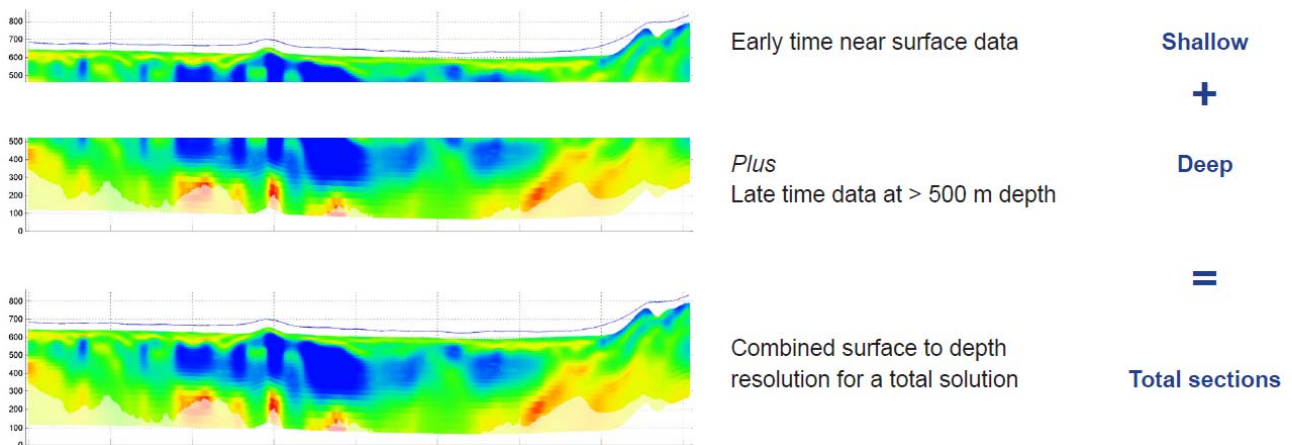 800
700
600
500
Early time near surface data
Shallow
+
500
400
300
200
100
0
Plus
Late time data at > 500 m depth
Deep
=
800
700
600
500
400
300
200
100
0
Combined surface to depth
resolution for a total solution
Total sections